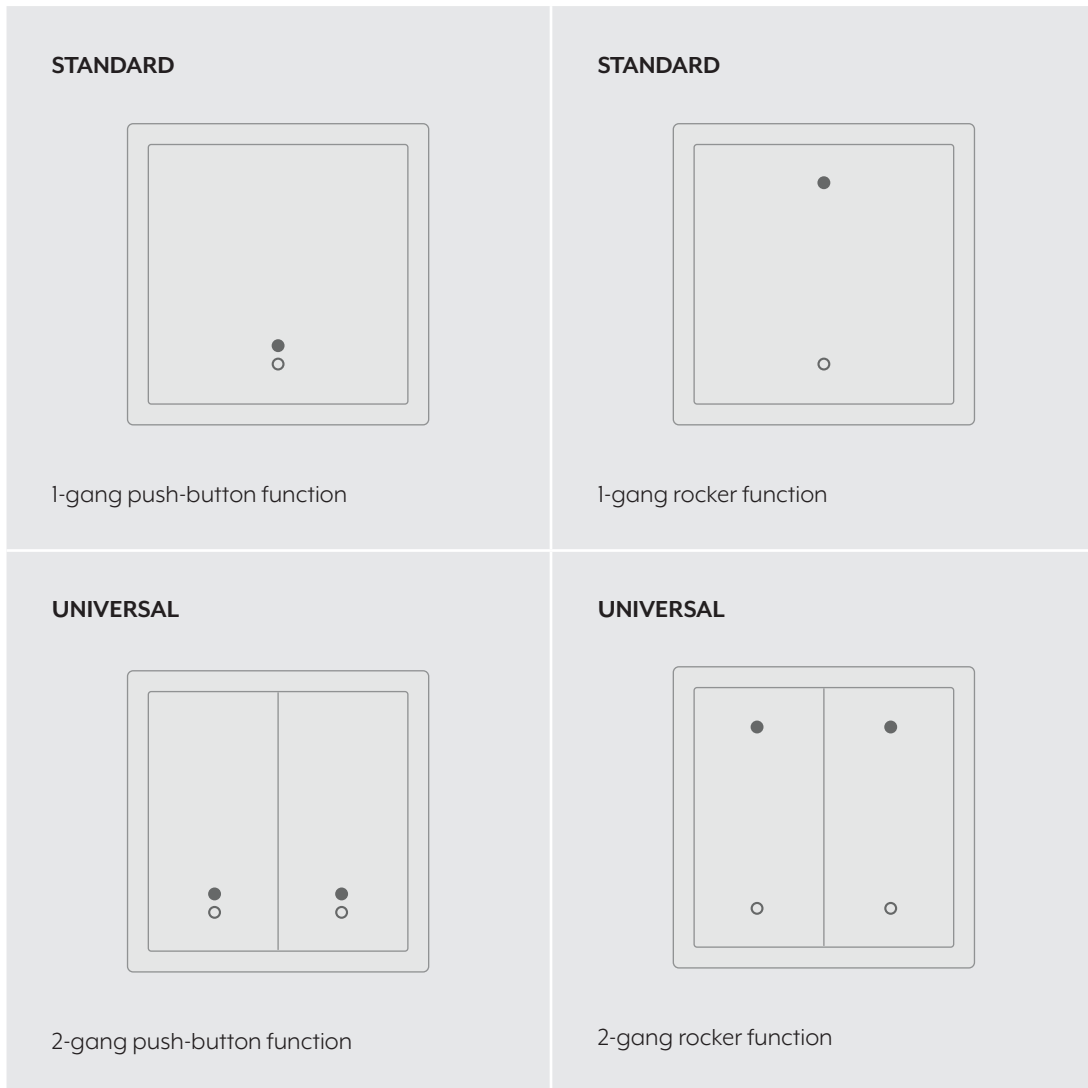 STANDARD
1-gang push-button function
STANDARD
1-gang rocker function
UNIVERSAL
2-gang push-button function
UNIVERSAL
2-gang rocker function